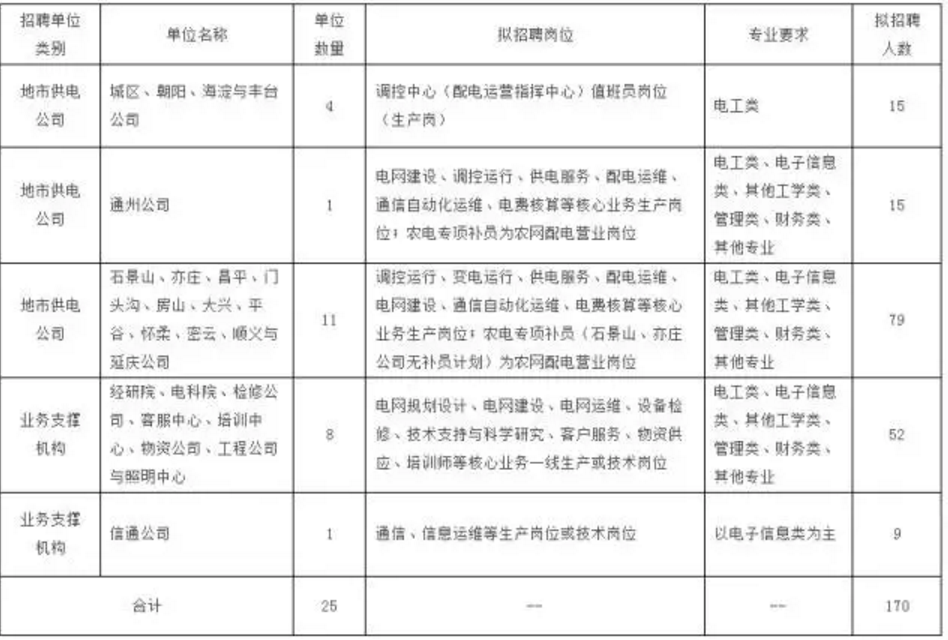 招聘单位
类别
单位名称
单位
数量
拟招聘岗位
专业要求
拟招聘
人数
地市供电
公司
城区、朝阳、海淀与丰台
公司
4
调控中心（配电运营指挥中心）值班员岗位
（生产岗）
电工类
15
地市供电
公司
通州公司
1
电网建设、调控运行、供电服务、配电运维、
通信自动化运维、电费核算等核心业务生产岗
位；农电专项补员为农网配电营业岗位
电工类、电子信息
类、其他工学类、
管理类、财务类、
其他专业
15
地市供电
公司
石景山、亦庄、昌平、门
头沟、房山、大兴、平
谷、怀柔、密云、顺义与
延庆公司
11
调控运行、变电运行、供电服务、配电运维、
电网建设、通信自动化运维、电费核算等核心
业务生产岗位；农电专项补员（石景山、亦庄
公司无补员计划）为农网配电营业岗位
电工类、电子信息
类、其他工学类、
管理类、财务类、
其他专业
79
业务支撑
机构
经研院、电科院、检修公
司、客服中心、培训中
心、物资公司、工程公司
与照明中心
8
电网规划设计、电网建设、电网运维、设备检
修、技术支持与科学研究、客户服务、物资供
应、培训师等核心业务一线生产或技术岗位
电工类、电子信息
类、其他工学类、
管理类、财务类、
其他专业
52
业务支撑
机构
信通公司
1
通信、信息运维等生产岗位或技术岗位
以电子信息类为主
9
合计
25
--
--
170